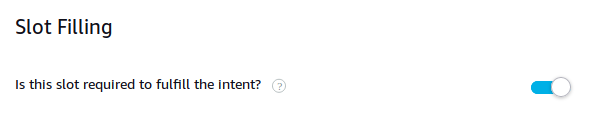 Slot Filling
Is this slot required to fulfill the intent? ?